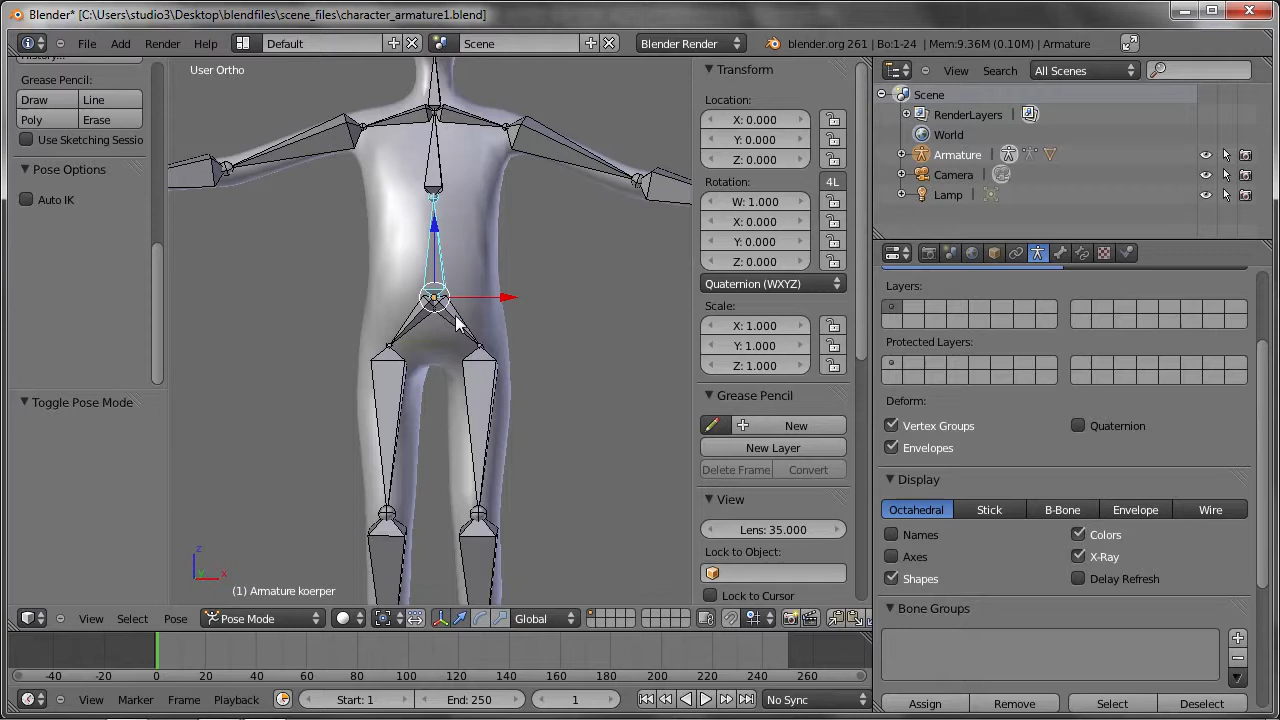 Blender* [C:\Users\studio3\Desktop\blendfiles\scene_files\character_armature1.blend]
File Add Render Help Default Scene Blender Render blender.org 261 | Bo:1-24 | Mem:9.36M (0.10M) | Armature
Grease Pencil:
Draw Line
Poly Erase
Use Sketching Sessio
Pose Options
Auto IK
Toggle Pose Mode
User Ortho
z
y x
(1) Armature koerper
Transform
Location:
X: 0.000
Y: 0.000
Z: 0.000
Rotation: 4L
W: 1.000
X: 0.000
Y: 0.000
Z: 0.000
Quaternion (WXYZ)
Scale:
X: 1.000
Y: 1.000
Z: 1.000
Grease Pencil
New
New Layer
Delete Frame Convert
View
Lens: 35.000
Lock to Object:
Lock to Cursor
View Select Pose Pose Mode Global
-40 -20 0 20 40 60 80 100 120 140 160 180 200 220 240 260
View Marker Frame Playback Start: 1 End: 250 1 No Sync
View Search All Scenes
Scene
RenderLayers
World
Armature
Camera
Lamp
Layers:
Protected Layers:
Deform:
Vertex Groups Quaternion
Envelopes
Display
Octahedral Stick B-Bone Envelope Wire
Names Colors
Axes X-Ray
Shapes Delay Refresh
Bone Groups
Assign Remove Select Deselect